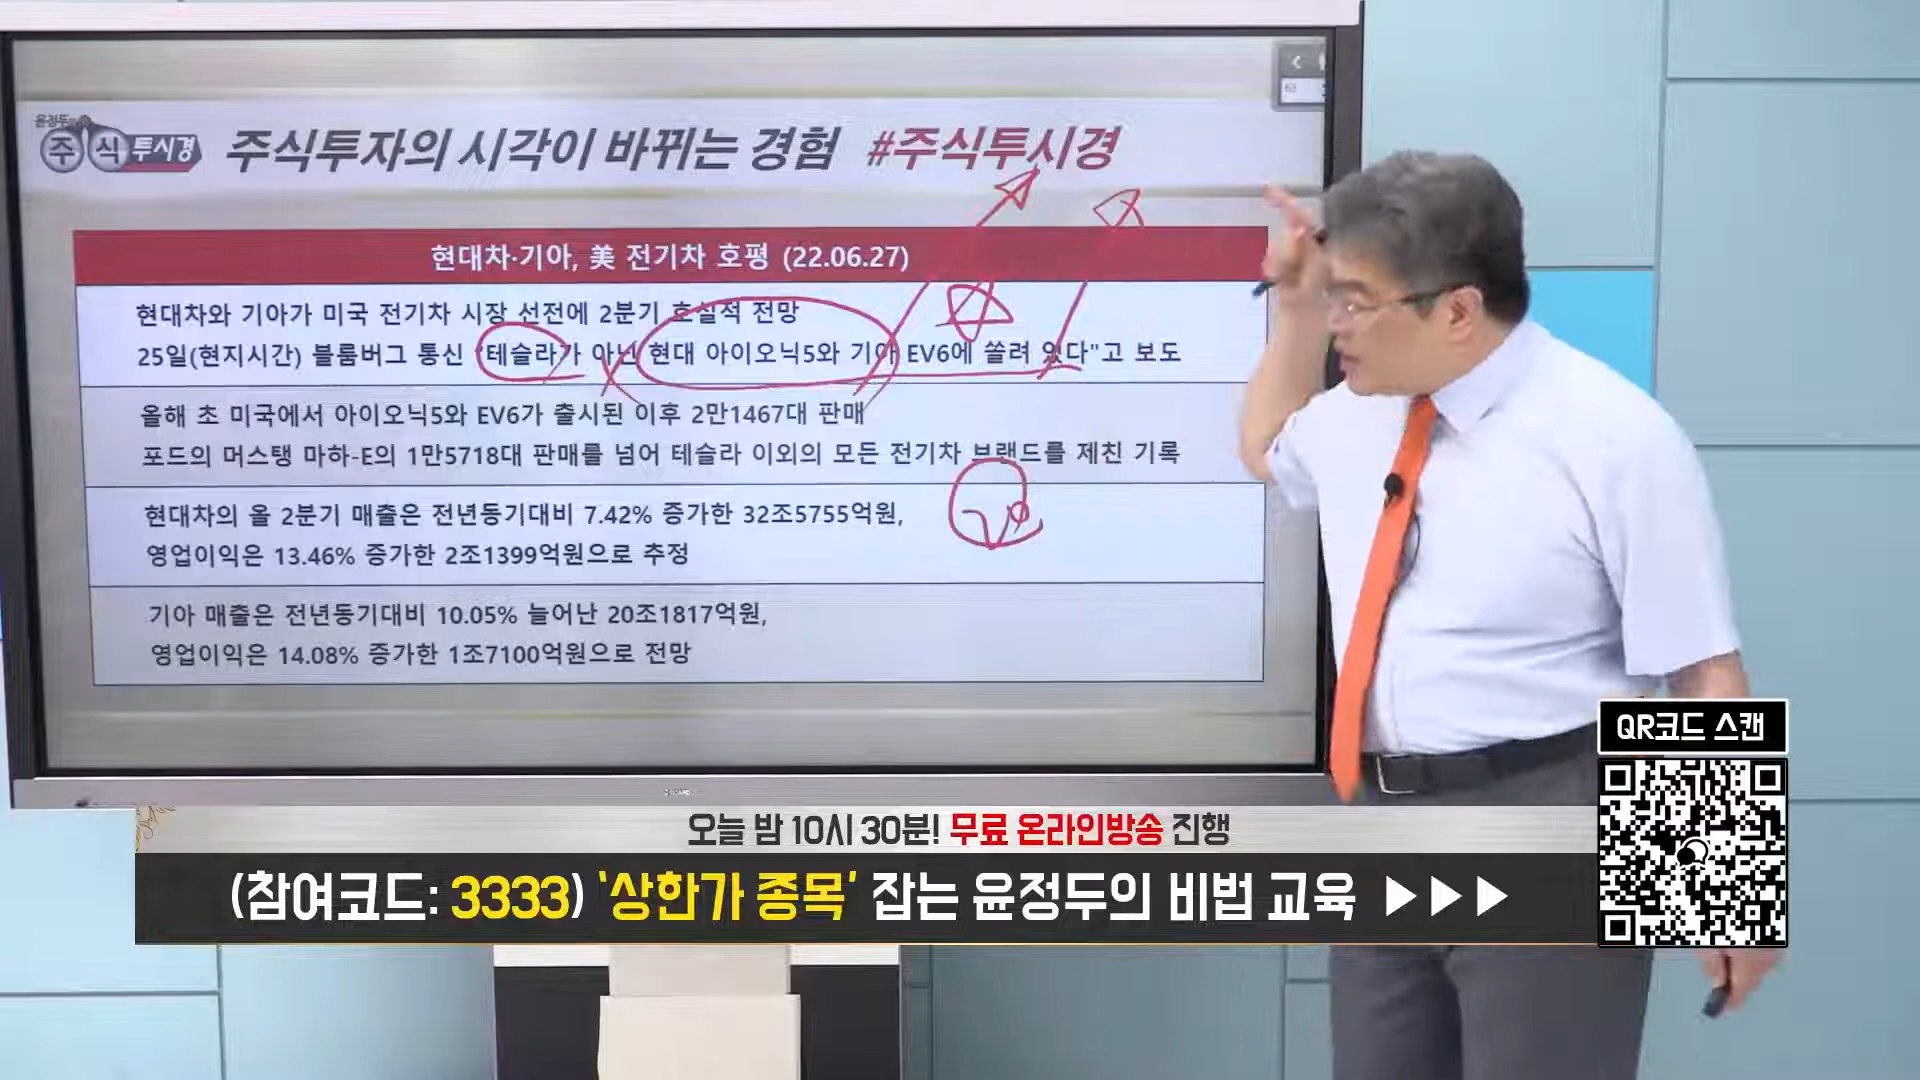 윤정두의
주식투시경
주식투자의 시각이 바뀌는 경험 #주식투시경
현대차·기아, 美 전기차 호평 (22.06.27)
현대차와 기아가 미국 전기차 시장 선전에 2분기 호실적 전망
25일(현지시간) 블룸버그 통신 "테슬라가 아닌 현대 아이오닉5와 기아 EV6에 쏠려 있다"고 보도
올해 초 미국에서 아이오닉5와 EV6가 출시된 이후 2만1467대 판매
포드의 머스탱 마하-E의 1만5718대 판매를 넘어 테슬라 이외의 모든 전기차 브랜드를 제친 기록
현대차의 올 2분기 매출은 전년동기대비 7.42% 증가한 32조5755억원,
영업이익은 13.46% 증가한 2조1399억원으로 추정
기아 매출은 전년동기대비 10.05% 늘어난 20조1817억원,
영업이익은 14.08% 증가한 1조7100억원으로 전망
QR코드 스캔
오늘 밤 10시 30분! 무료 온라인방송 진행
(참여코드: 3333) '상한가 종목' 잡는 윤정두의 비법 교육 ▶▶▶